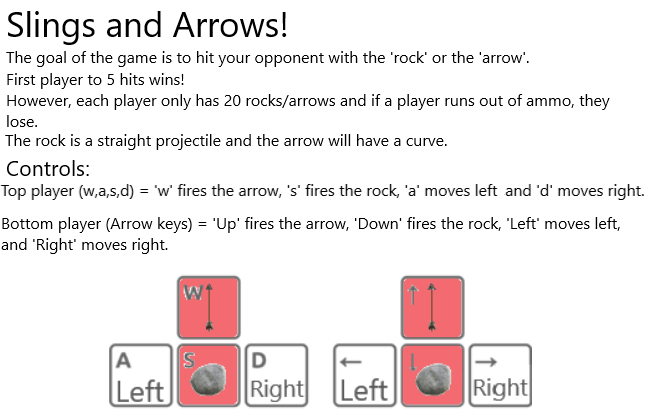 Slings and Arrows!
The goal of the game is to hit your opponent with the 'rock' or the 'arrow'.
First player to 5 hits wins!
However, each player only has 20 rocks/arrows and if a player runs out of ammo, they
lose.
The rock is a straight projectile and the arrow will have a curve.
Controls:
Top player (w,a,s,d) = 'w' fires the arrow, 's' fires the rock, 'a' moves left and 'd' moves right.
Bottom player (Arrow keys) = 'Up' fires the arrow, 'Down' fires the rock, 'Left' moves left,
and 'Right' moves right.
W ↑
A S D ← ↓ →
Left Right Left Right